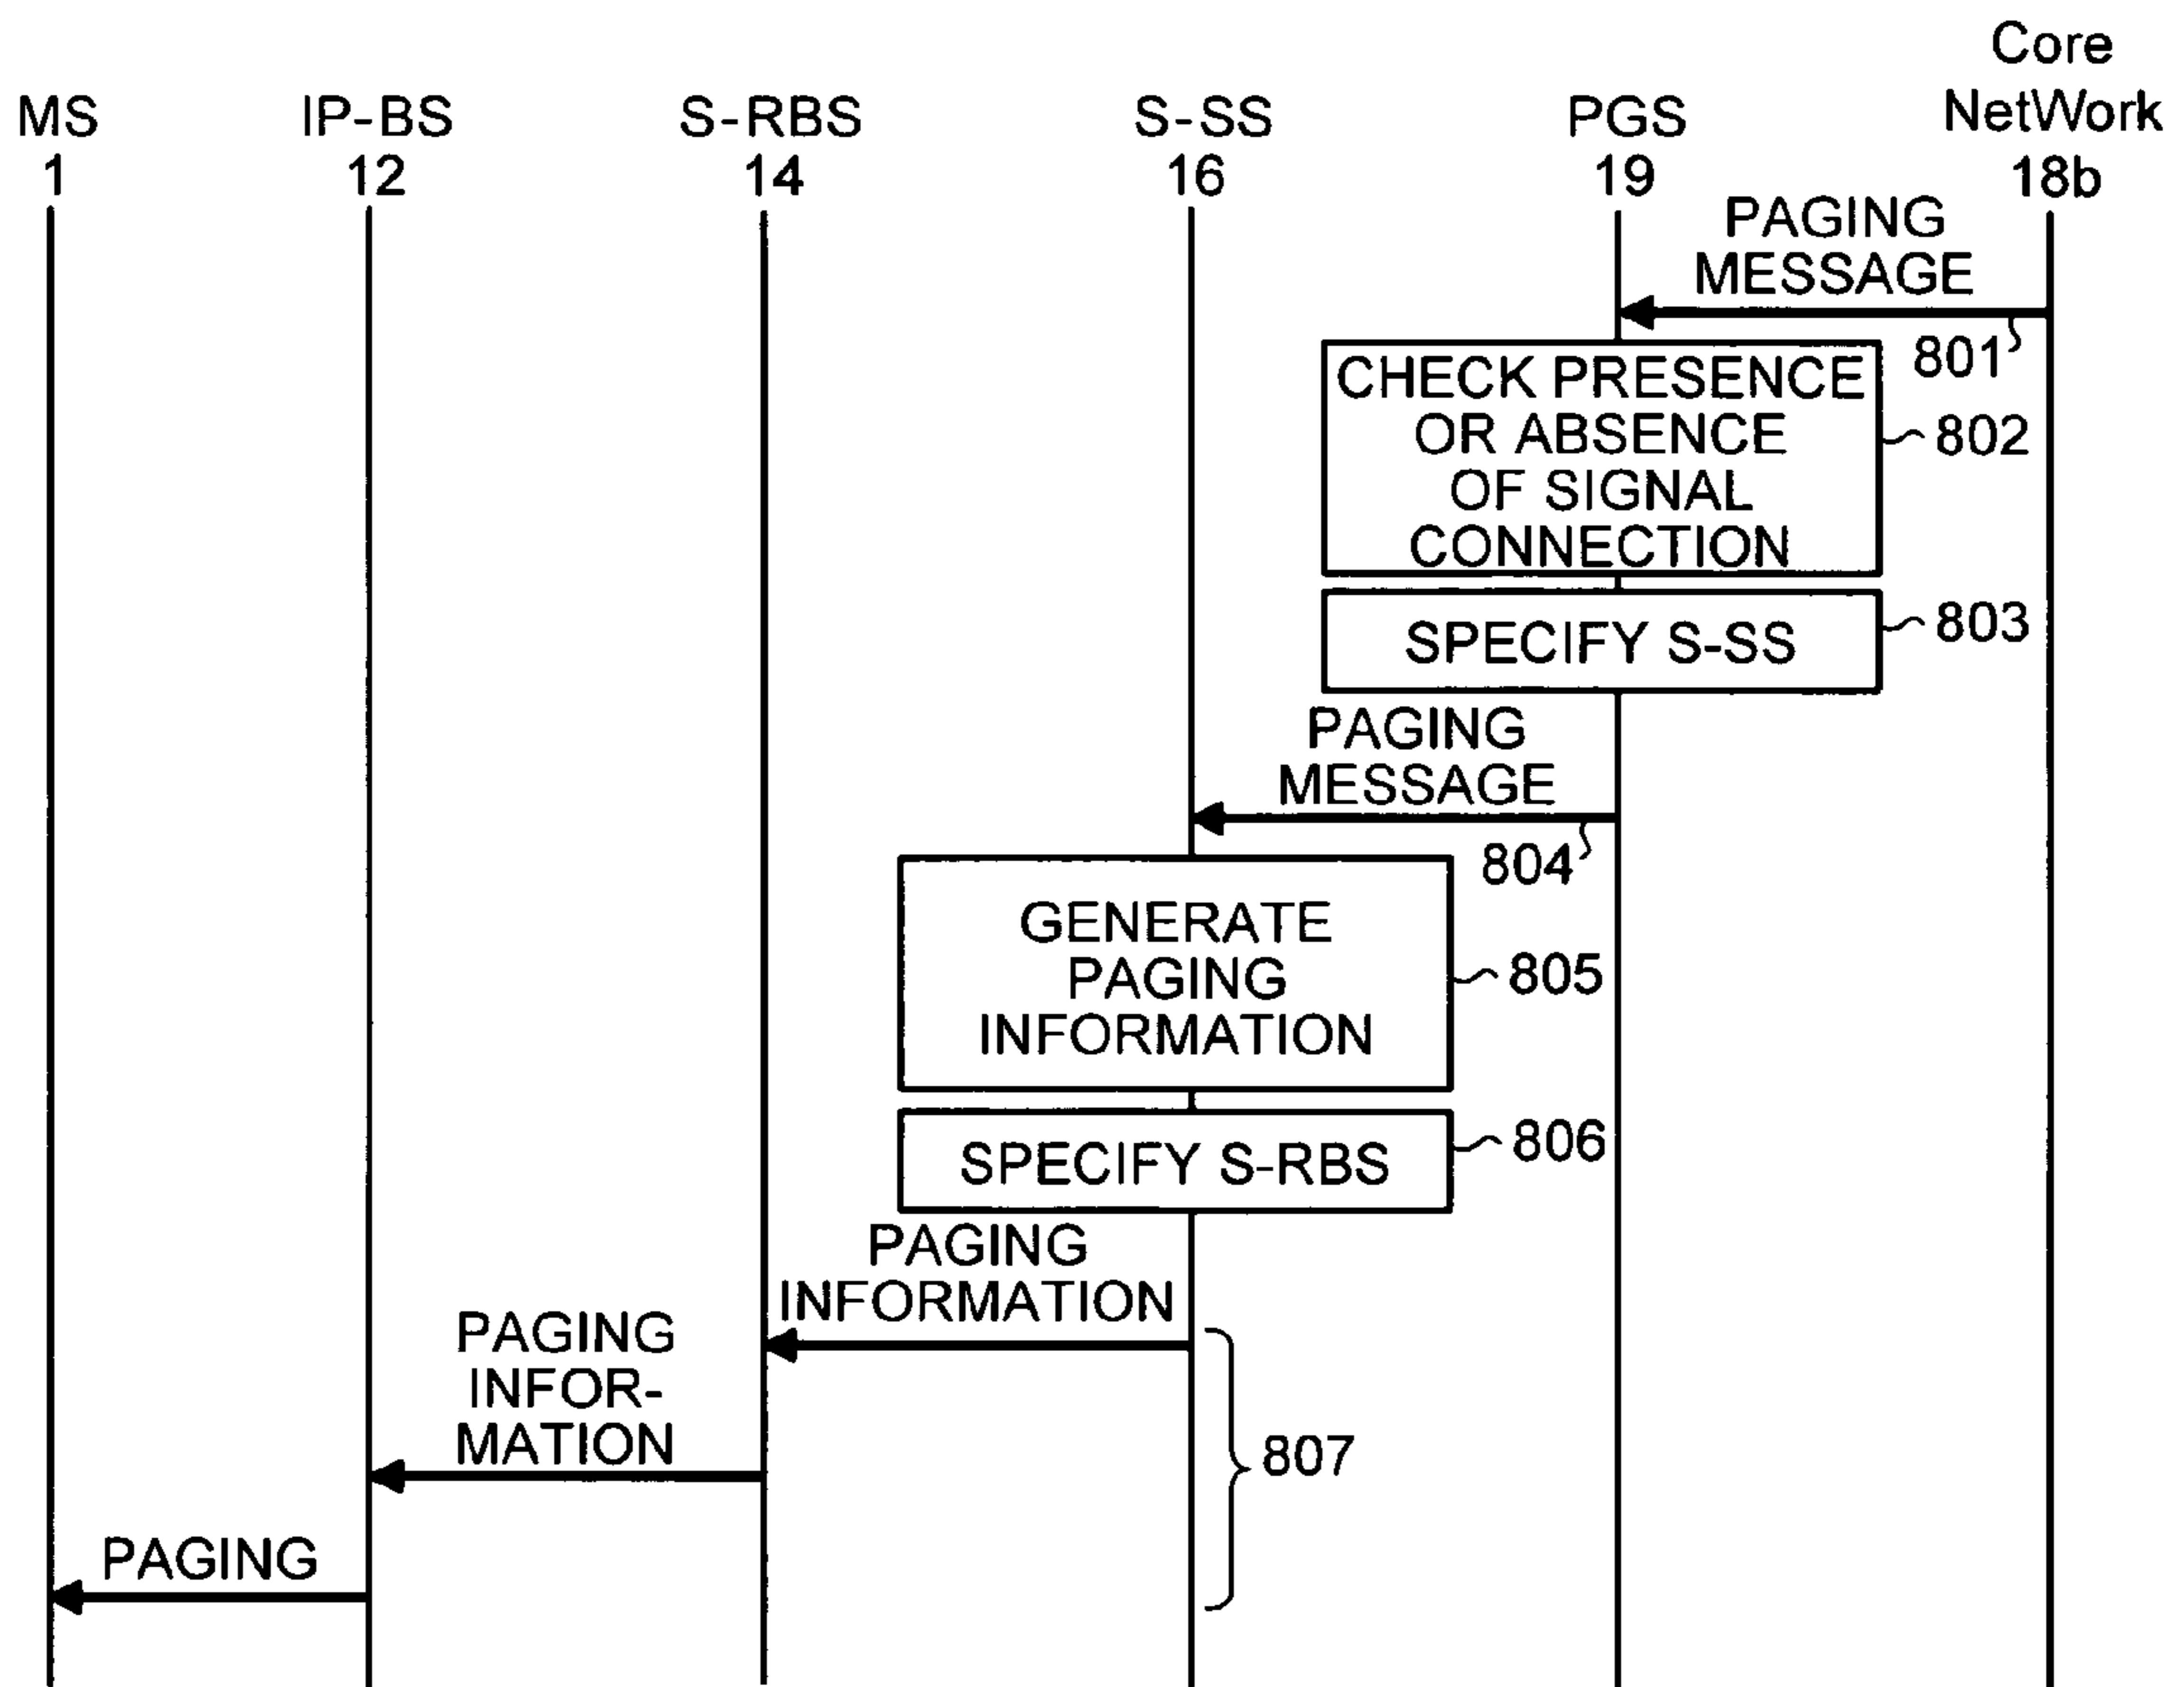 Core
NetWork
18b
MS
1
IP-BS
12
S-RBS
14
S-SS
16
PGS
19
PAGING
MESSAGE
801
CHECK PRESENCE
OR ABSENCE
OF SIGNAL
CONNECTION
802
SPECIFY S-SS
803
PAGING
MESSAGE
804
GENERATE
PAGING
INFORMATION
805
SPECIFY S-RBS
806
PAGING
INFORMATION
PAGING
INFOR-
MATION
807
PAGING